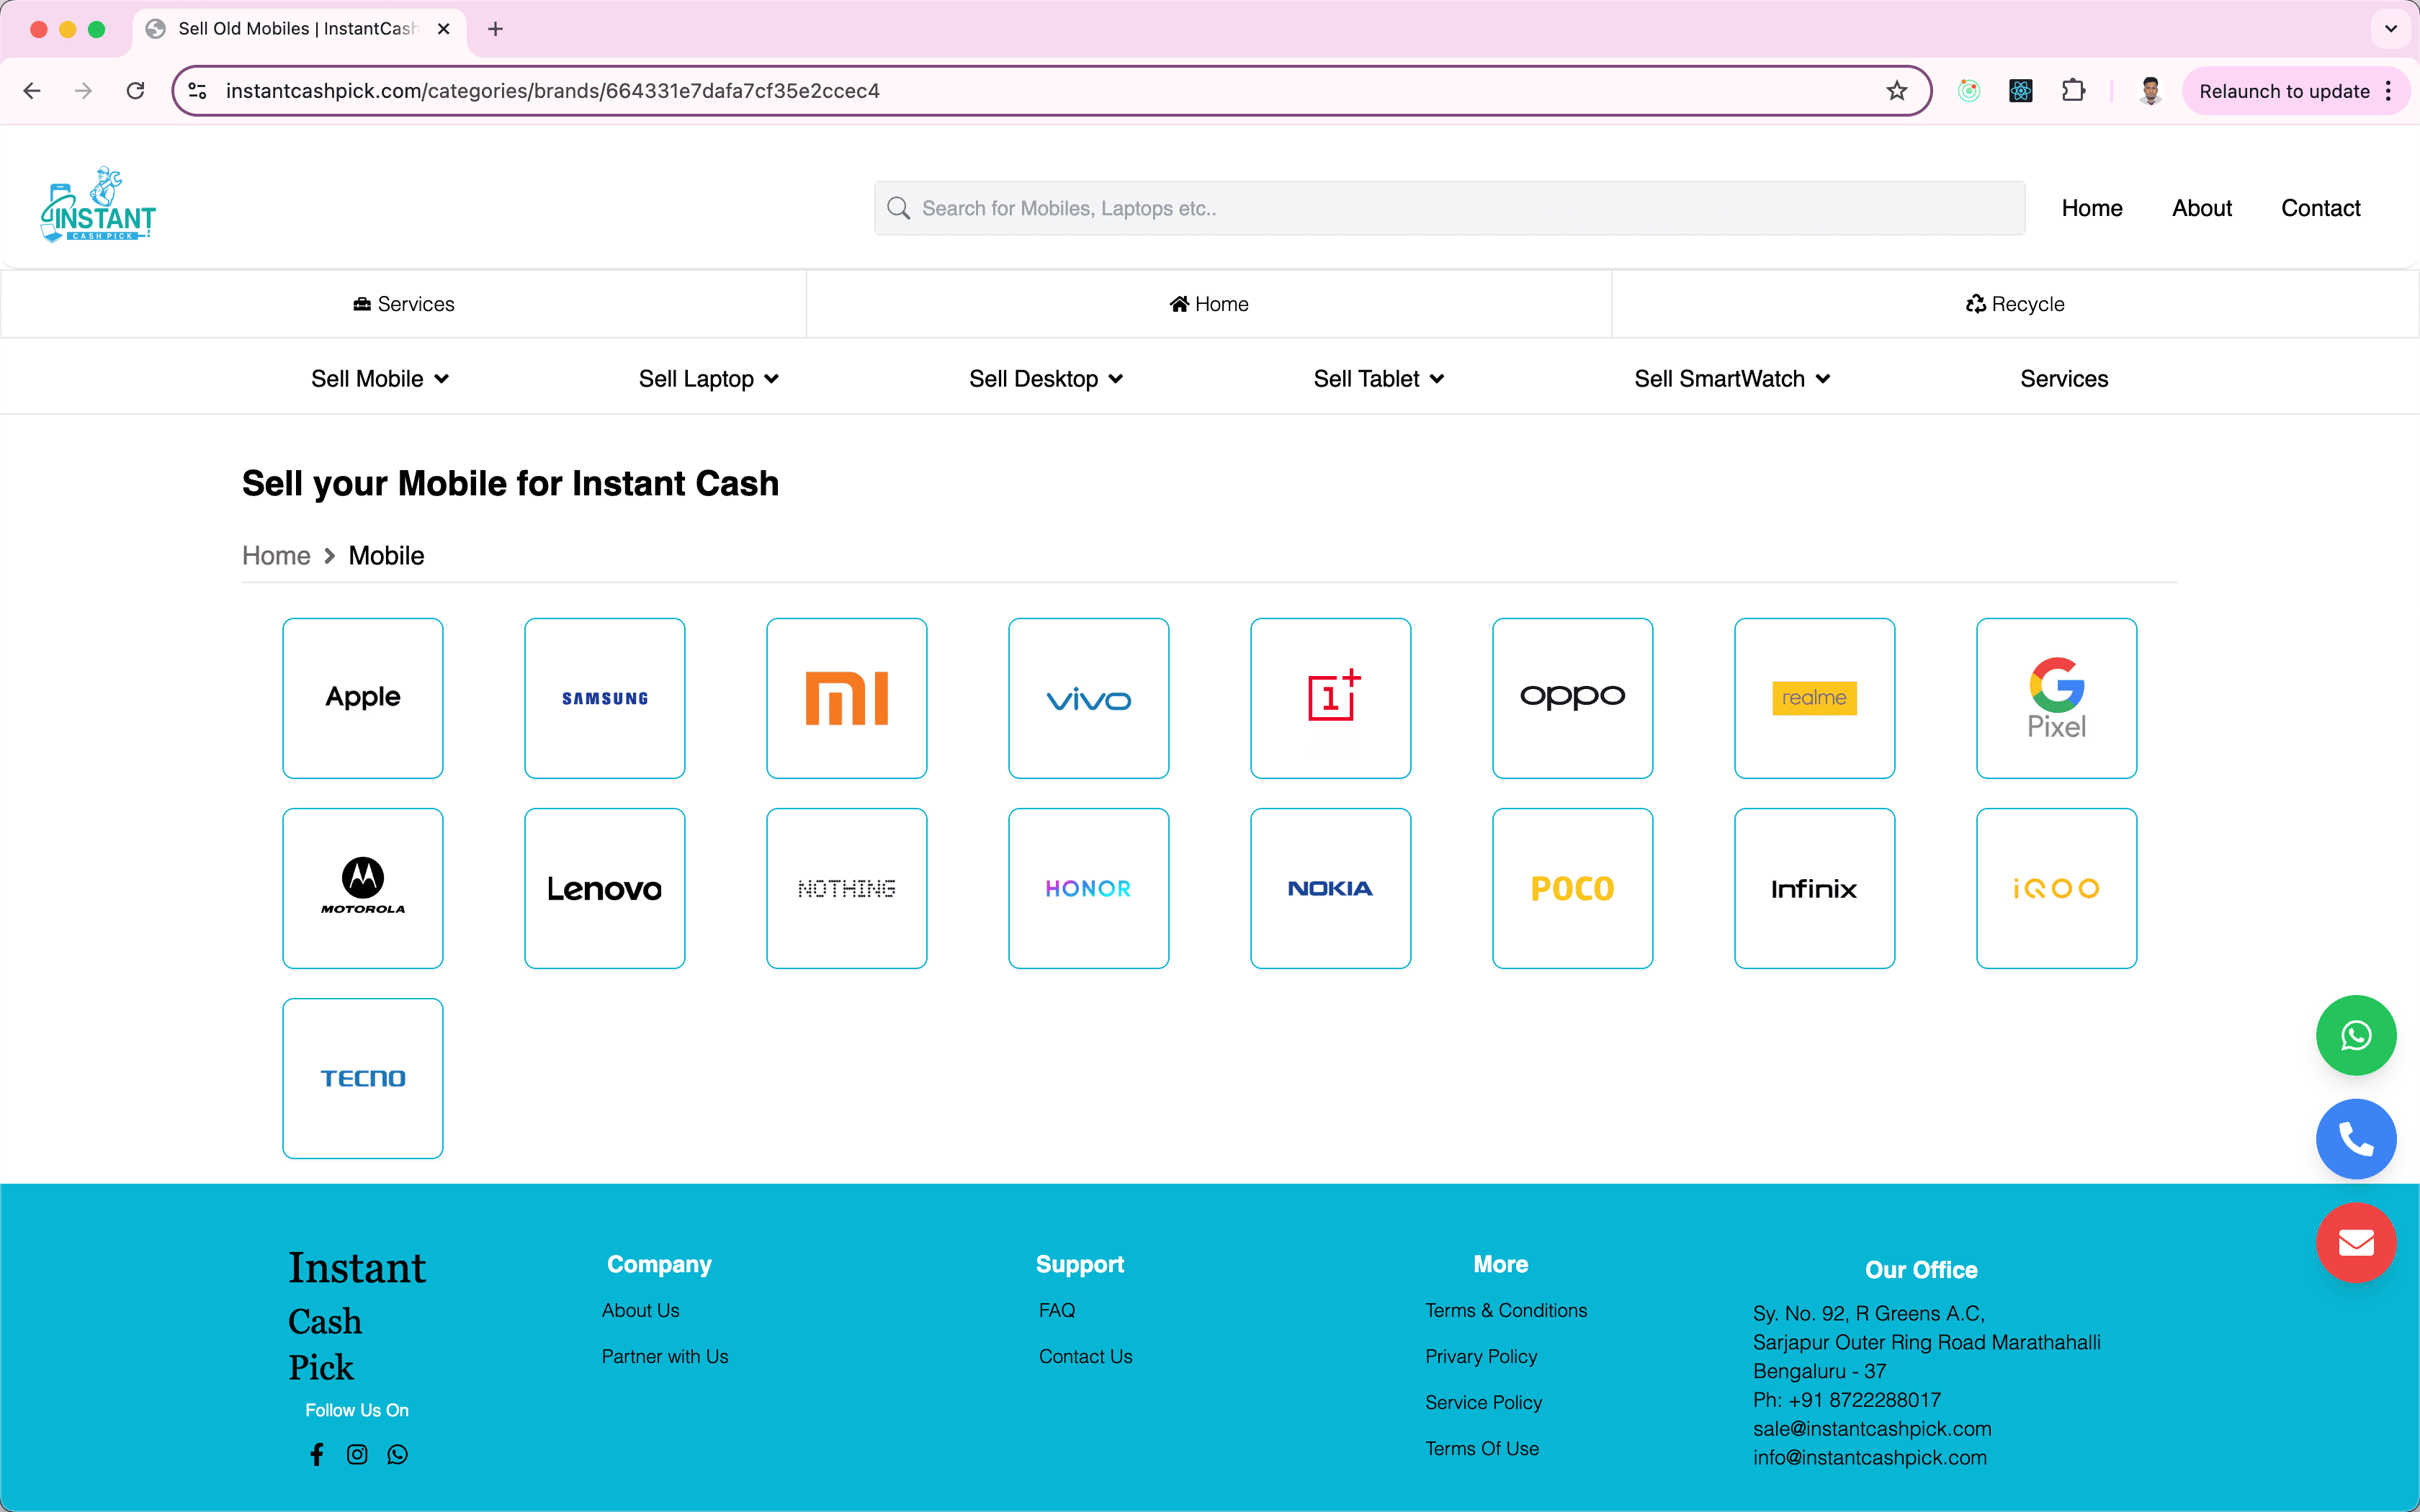 Sell Old Mobiles | InstantCash
instantcashpick.com/categories/brands/664331e7dafa7cf35e2ccec4
Relaunch to update
INSTANT
CASH PICK
Search for Mobiles, Laptops etc..
Home
About
Contact
Services
Home
Recycle
Sell Mobile
Sell Laptop
Sell Desktop
Sell Tablet
Sell SmartWatch
Services
Sell your Mobile for Instant Cash
Home
Mobile
Apple
SAMSUNG
mi
vivo
1+
oppo
realme
G
Pixel
MOTOROLA
Lenovo
NOTHING
HONOR
NOKIA
POCO
Infinix
iQOO
TECNO
Instant
Cash
Pick
Follow Us On
Company
About Us
Partner with Us
Support
FAQ
Contact Us
More
Terms & Conditions
Privary Policy
Service Policy
Terms Of Use
Our Office
Sy. No. 92, R Greens A.C,
Sarjapur Outer Ring Road Marathahalli
Bengaluru - 37
Ph: +91 8722288017
sale@instantcashpick.com
info@instantcashpick.com